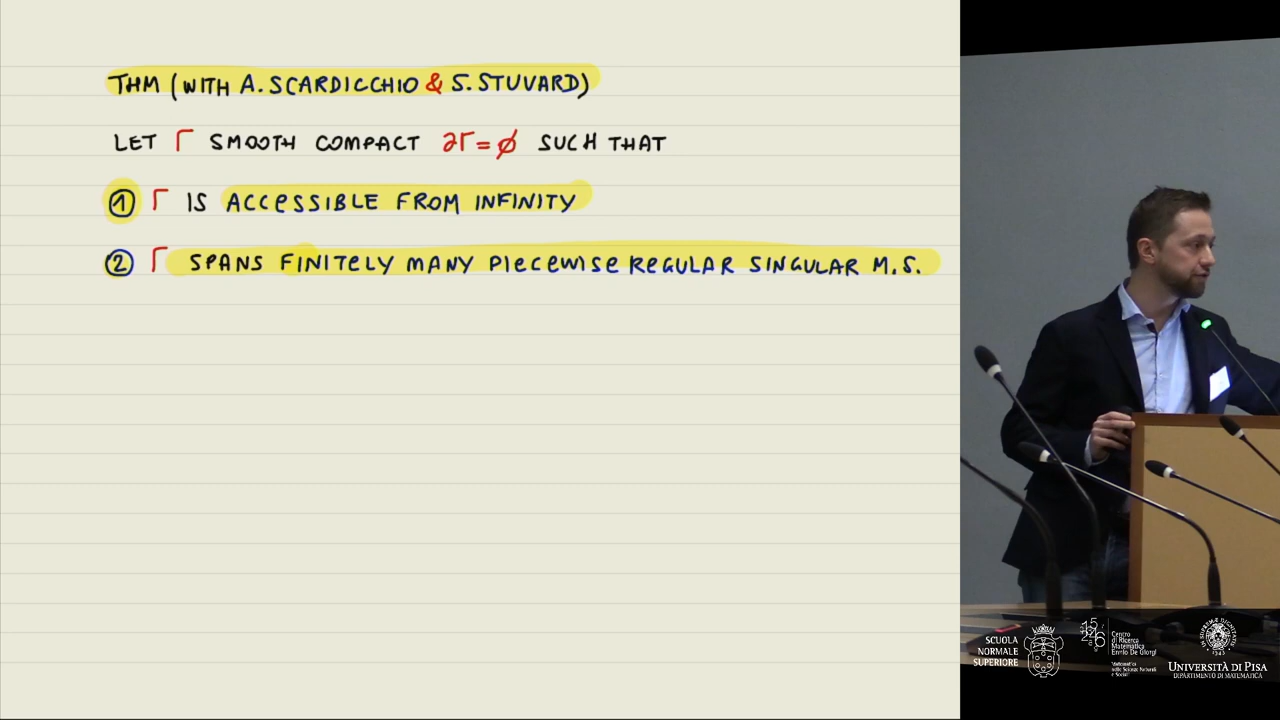 THM (WITH A. SCARDICCHIO & S. STUVARD)
LET Γ SMOOTH COMPACT ∂Γ = ∅ SUCH THAT
① Γ IS ACCESSIBLE FROM INFINITY
② Γ SPANS FINITELY MANY PIECEWISE REGULAR SINGULAR M.S.
SCUOLA
NORMALE
SUPERIORE
Centro
di Ricerca
Matematica
Ennio De Giorgi
UNIVERSITÀ DI PISA
DIPARTIMENTO DI MATEMATICA